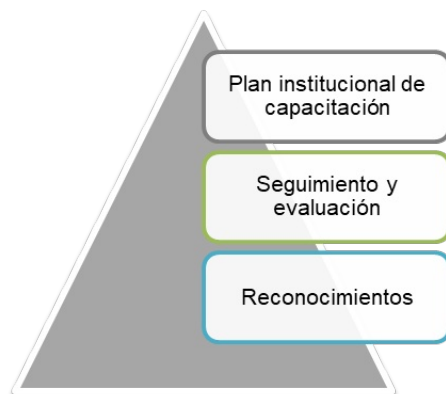 Plan institucional de
capacitación
Seguimiento y
evaluación
Reconocimientos